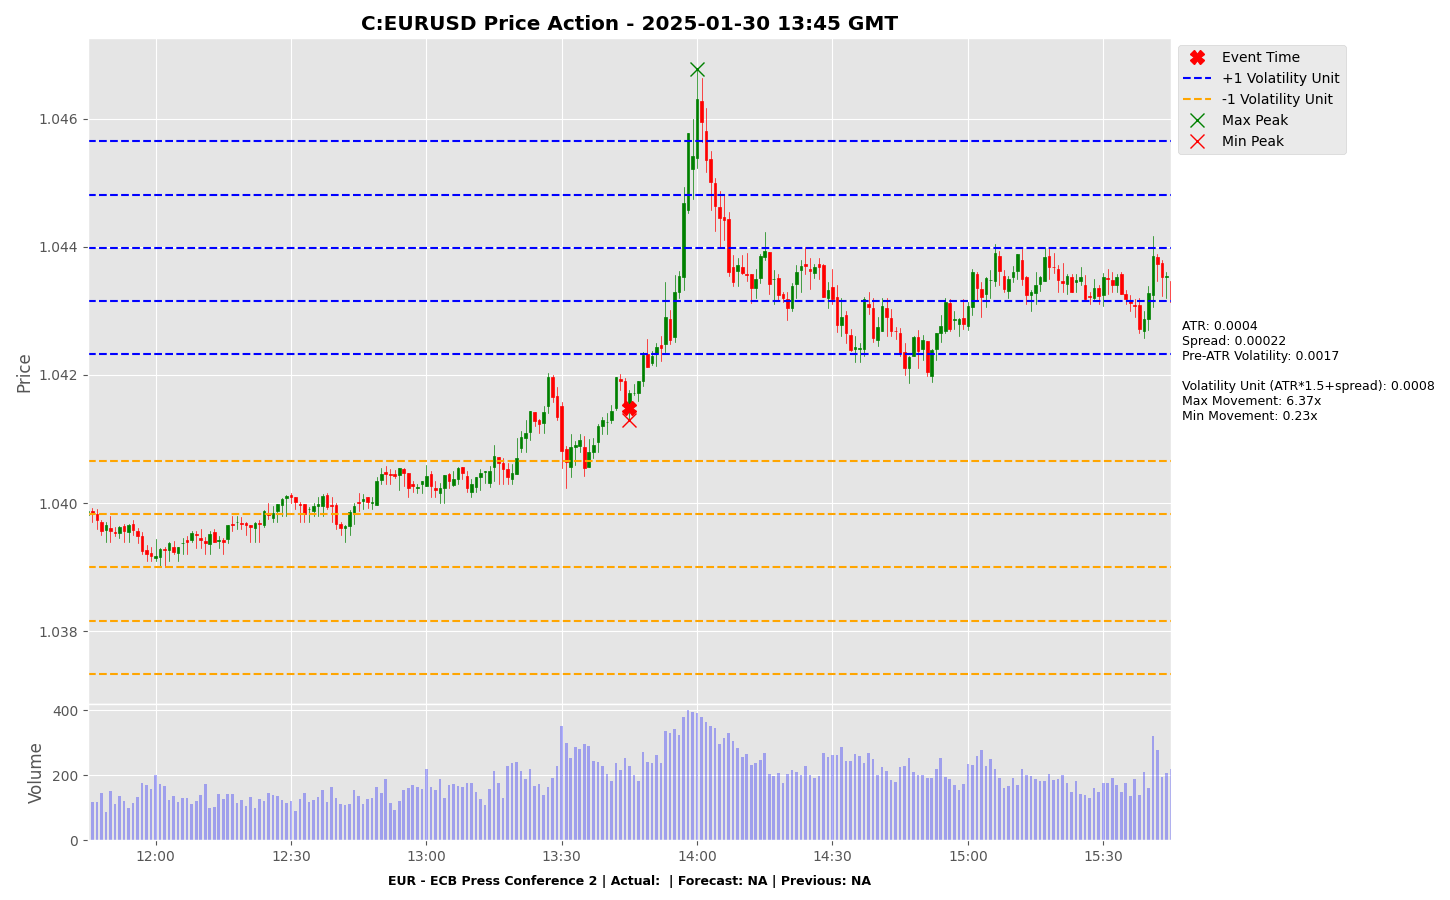 C:EURUSD Price Action - 2025-01-30 13:45 GMT
Event Time
+1 Volatility Unit
-1 Volatility Unit
Max Peak
Min Peak
1.046
1.044
1.042
1.040
1.038
Price
ATR: 0.0004
Spread: 0.00022
Pre-ATR Volatility: 0.0017
Volatility Unit (ATR*1.5+spread): 0.0008
Max Movement: 6.37x
Min Movement: 0.23x
400
200
0
Volume
12:00 12:30 13:00 13:30 14:00 14:30 15:00 15:30
EUR - ECB Press Conference 2 | Actual:  | Forecast: NA | Previous: NA